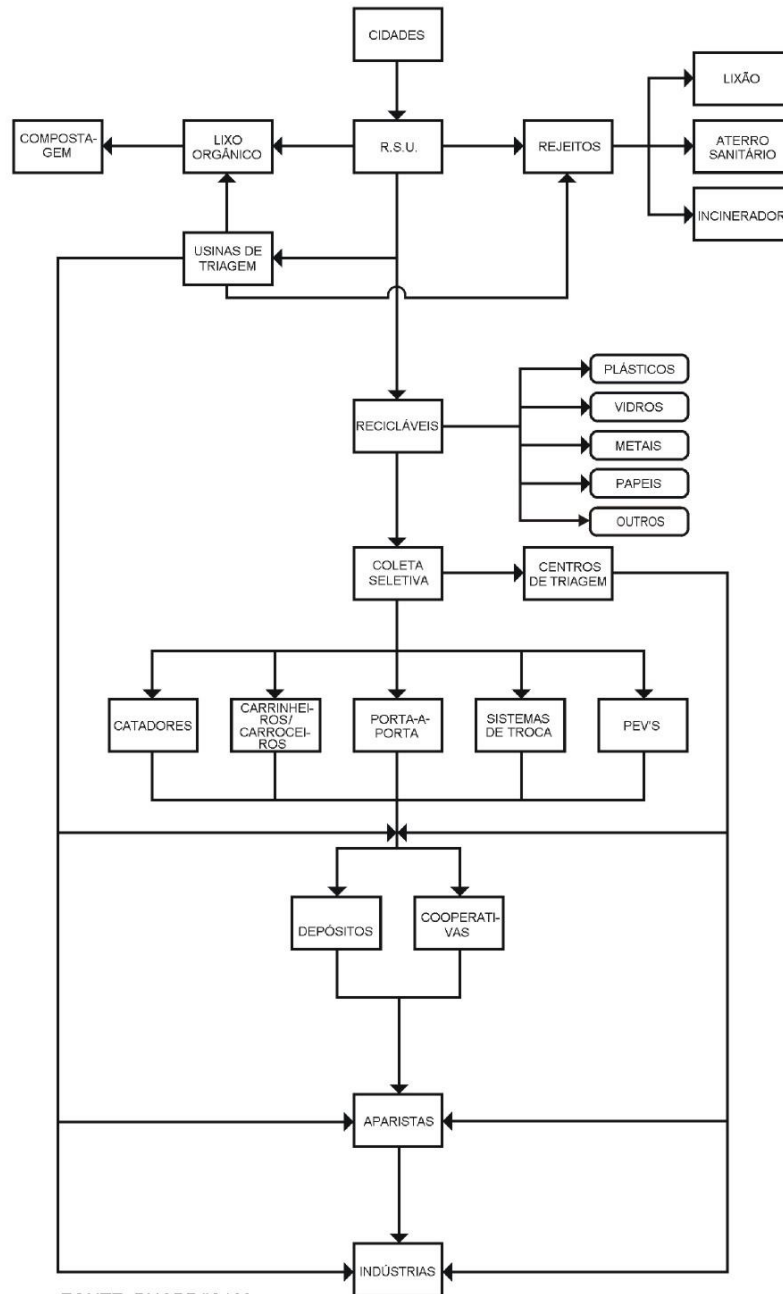 CIDADES
LIXÃO
COMPOSTA-
GEM
LIXO
ORGÂNICO
R.S.U.
REJEITOS
ATERRO
SANITÁRIO
INCINERADOR
USINAS DE
TRIAGEM
PLÁSTICOS
VIDROS
RECICLÁVEIS
METAIS
PAPEIS
OUTROS
COLETA
SELETIVA
CENTROS
DE TRIAGEM
CATADORES
CARRINHEI-
ROS/
CARROCEI-
ROS
PORTA-A-
PORTA
SISTEMAS
DE TROCA
PEV'S
DEPÓSITOS
COOPERATI-
VAS
APARISTAS
INDÚSTRIAS